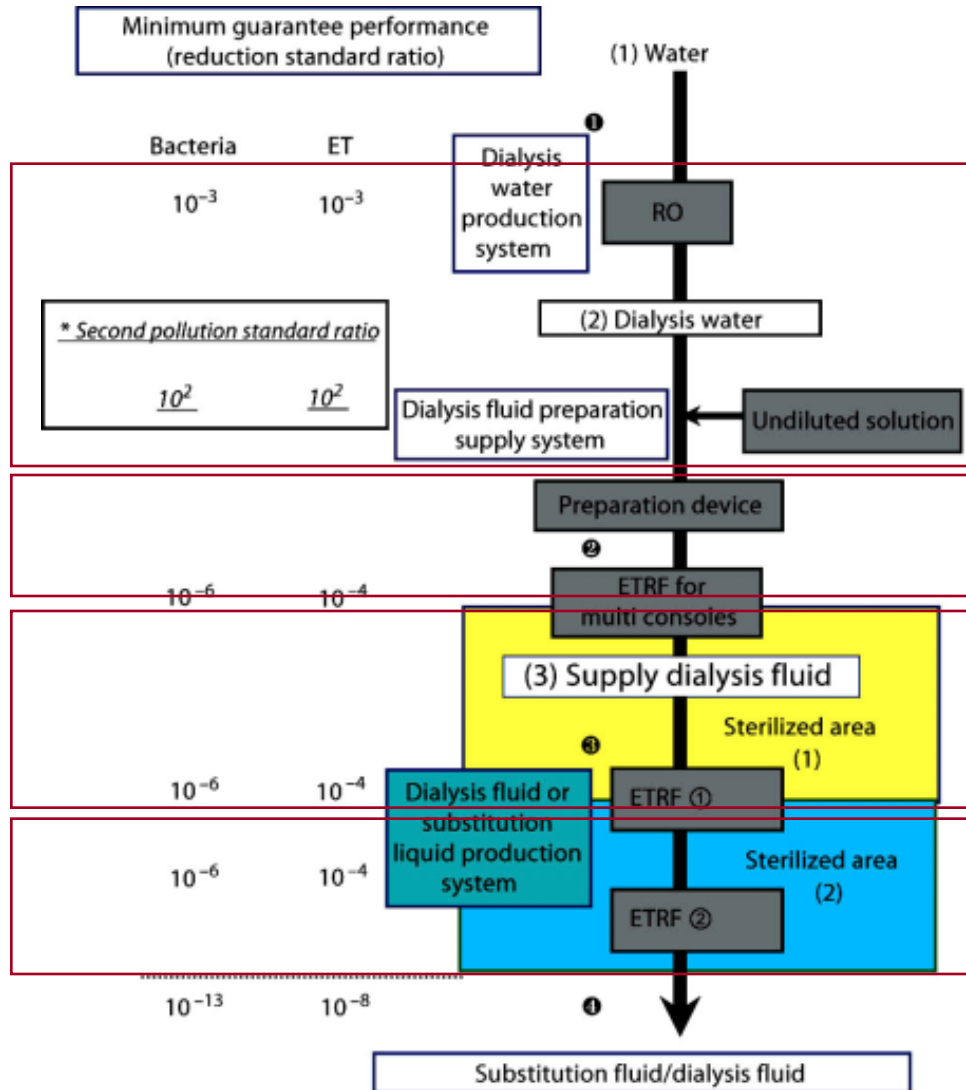 Minimum guarantee performance
(reduction standard ratio)
(1) Water
❶
Bacteria ET
Dialysis
water
production
system
10⁻³ 10⁻³
RO
(2) Dialysis water
* Second pollution standard ratio
10² 10²
Dialysis fluid preparation
supply system
Undiluted solution
Preparation device
❷
10⁻⁶ 10⁻⁴
ETRF for
multi consoles
(3) Supply dialysis fluid
Sterilized area
(1)
❸
10⁻⁶ 10⁻⁴
Dialysis fluid or
substitution
liquid production
system
ETRF ①
10⁻⁶ 10⁻⁴
Sterilized area
(2)
ETRF ②
10⁻¹³ 10⁻⁸
❹
Substitution fluid/dialysis fluid